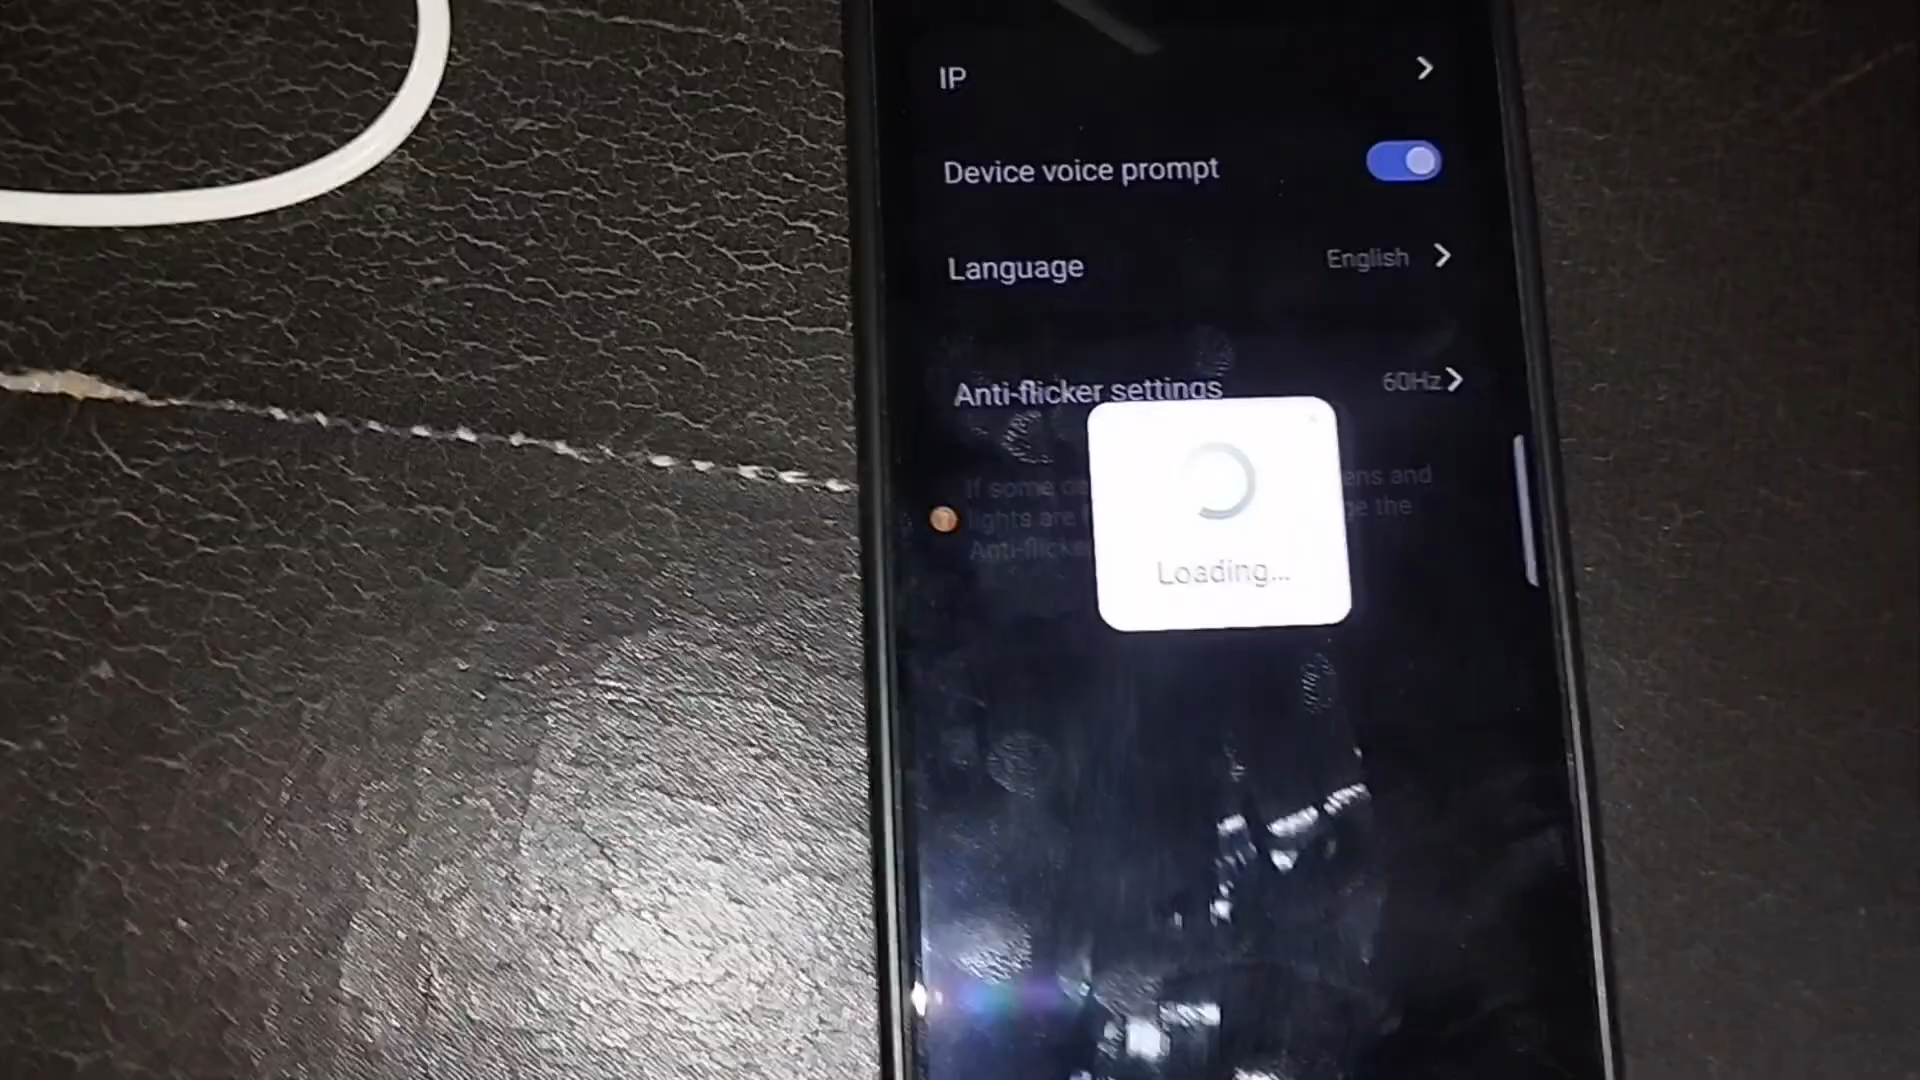 IP
Device voice prompt
Language English
Anti-flicker settings 60Hz
If some ens and
lights are the
Anti-flicke
Loading...